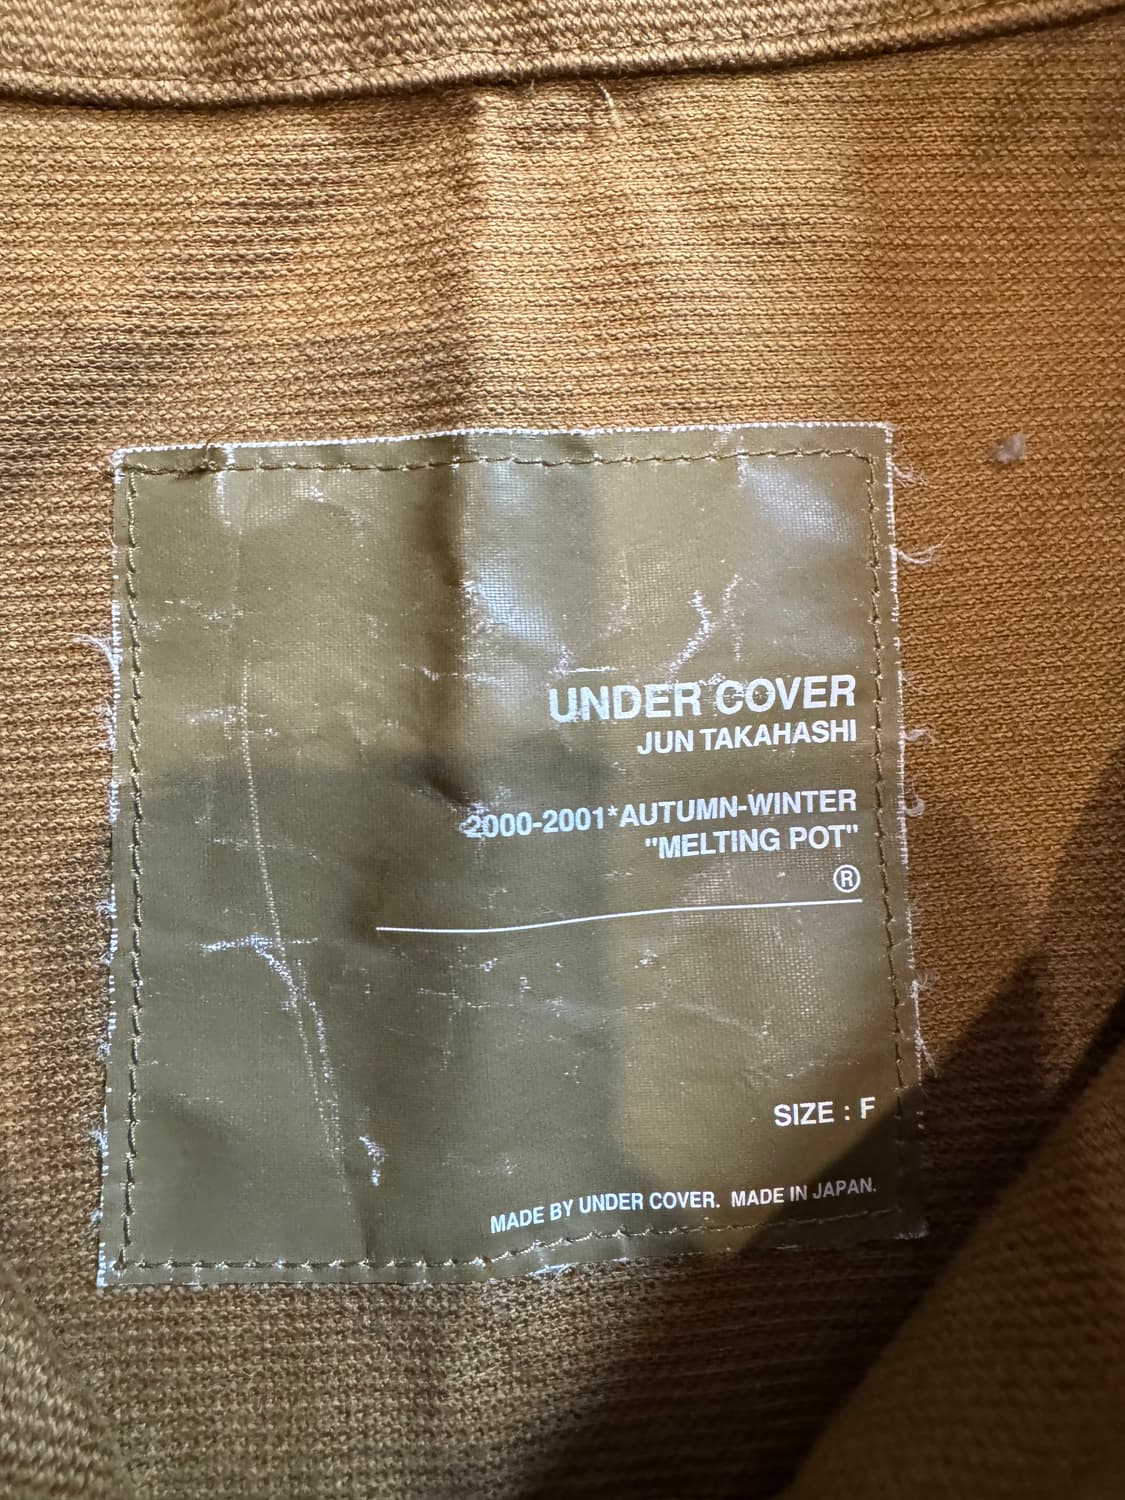 UNDER COVER
JUN TAKAHASHI
2000-2001*AUTUMN-WINTER
"MELTING POT"
®
SIZE : F
MADE BY UNDER COVER. MADE IN JAPAN.